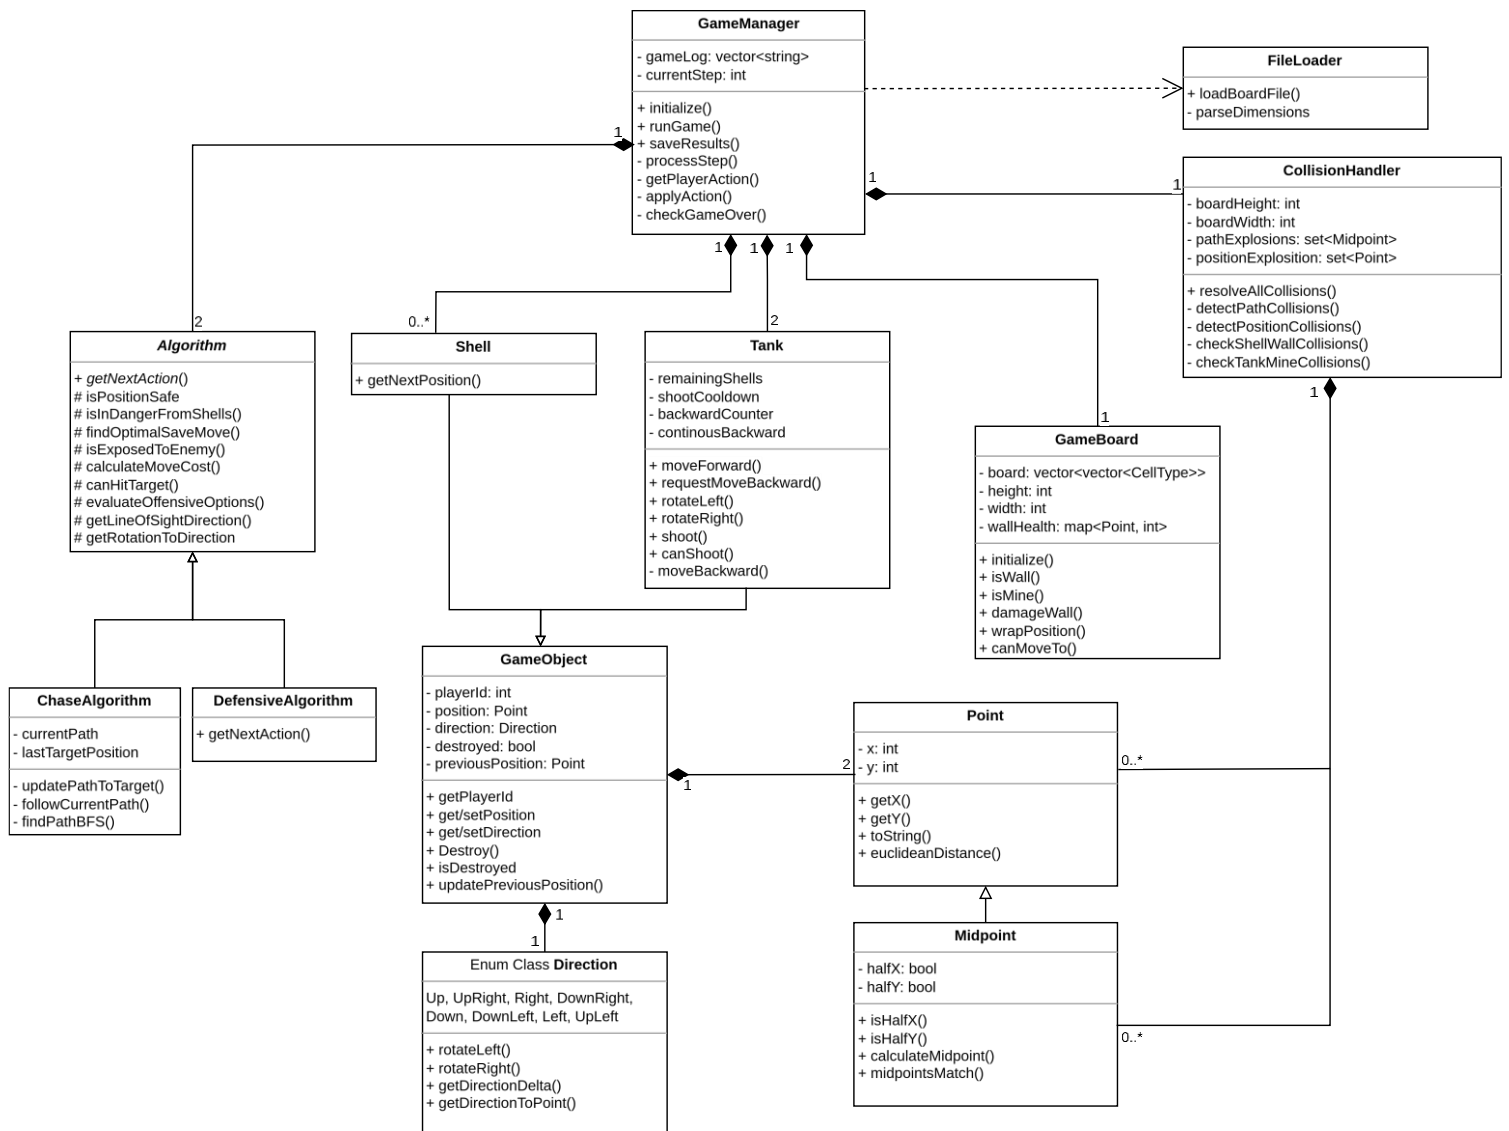 GameManager
- gameLog: vector<string>
- currentStep: int
+ initialize()
+ runGame()
+ saveResults()
- processStep()
- getPlayerAction()
- applyAction()
- checkGameOver()
FileLoader
+ loadBoardFile()
- parseDimensions
1
1
1
CollisionHandler
- boardHeight: int
- boardWidth: int
- pathExplosions: set<Midpoint>
- positionExplosition: set<Point>
+ resolveAllCollisions()
- detectPathCollisions()
- detectPositionCollisions()
- checkShellWallCollisions()
- checkTankMineCollisions()
1
1
1
2
0..*
2
1
1
Algorithm
+ getNextAction()
# isPositionSafe
# isInDangerFromShells()
# findOptimalSaveMove()
# isExposedToEnemy()
# calculateMoveCost()
# canHitTarget()
# evaluateOffensiveOptions()
# getLineOfSightDirection()
# getRotationToDirection
Shell
+ getNextPosition()
Tank
- remainingShells
- shootCooldown
- backwardCounter
- continousBackward
+ moveForward()
+ requestMoveBackward()
+ rotateLeft()
+ rotateRight()
+ shoot()
+ canShoot()
- moveBackward()
GameBoard
- board: vector<vector<CellType>>
- height: int
- width: int
- wallHealth: map<Point, int>
+ initialize()
+ isWall()
+ isMine()
+ damageWall()
+ wrapPosition()
+ canMoveTo()
ChaseAlgorithm
- currentPath
- lastTargetPosition
- updatePathToTarget()
- followCurrentPath()
- findPathBFS()
DefensiveAlgorithm
+ getNextAction()
GameObject
- playerId: int
- position: Point
- direction: Direction
- destroyed: bool
- previousPosition: Point
+ getPlayerId
+ get/setPosition
+ get/setDirection
+ Destroy()
+ isDestroyed
+ updatePreviousPosition()
1
2
Point
- x: int
- y: int
+ getX()
+ getY()
+ toString()
+ euclideanDistance()
0..*
1
1
Enum Class Direction
Up, UpRight, Right, DownRight,
Down, DownLeft, Left, UpLeft
+ rotateLeft()
+ rotateRight()
+ getDirectionDelta()
+ getDirectionToPoint()
Midpoint
- halfX: bool
- halfY: bool
+ isHalfX()
+ isHalfY()
+ calculateMidpoint()
+ midpointsMatch()
0..*